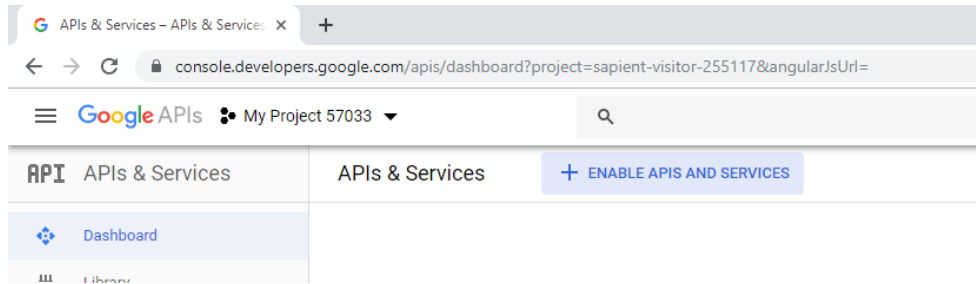 APIs & Services – APIs & Services
console.developers.google.com/apis/dashboard?project=sapient-visitor-255117&angularJsUrl=
Google APIs My Project 57033
API APIs & Services
APIs & Services + ENABLE APIS AND SERVICES
Dashboard
Library